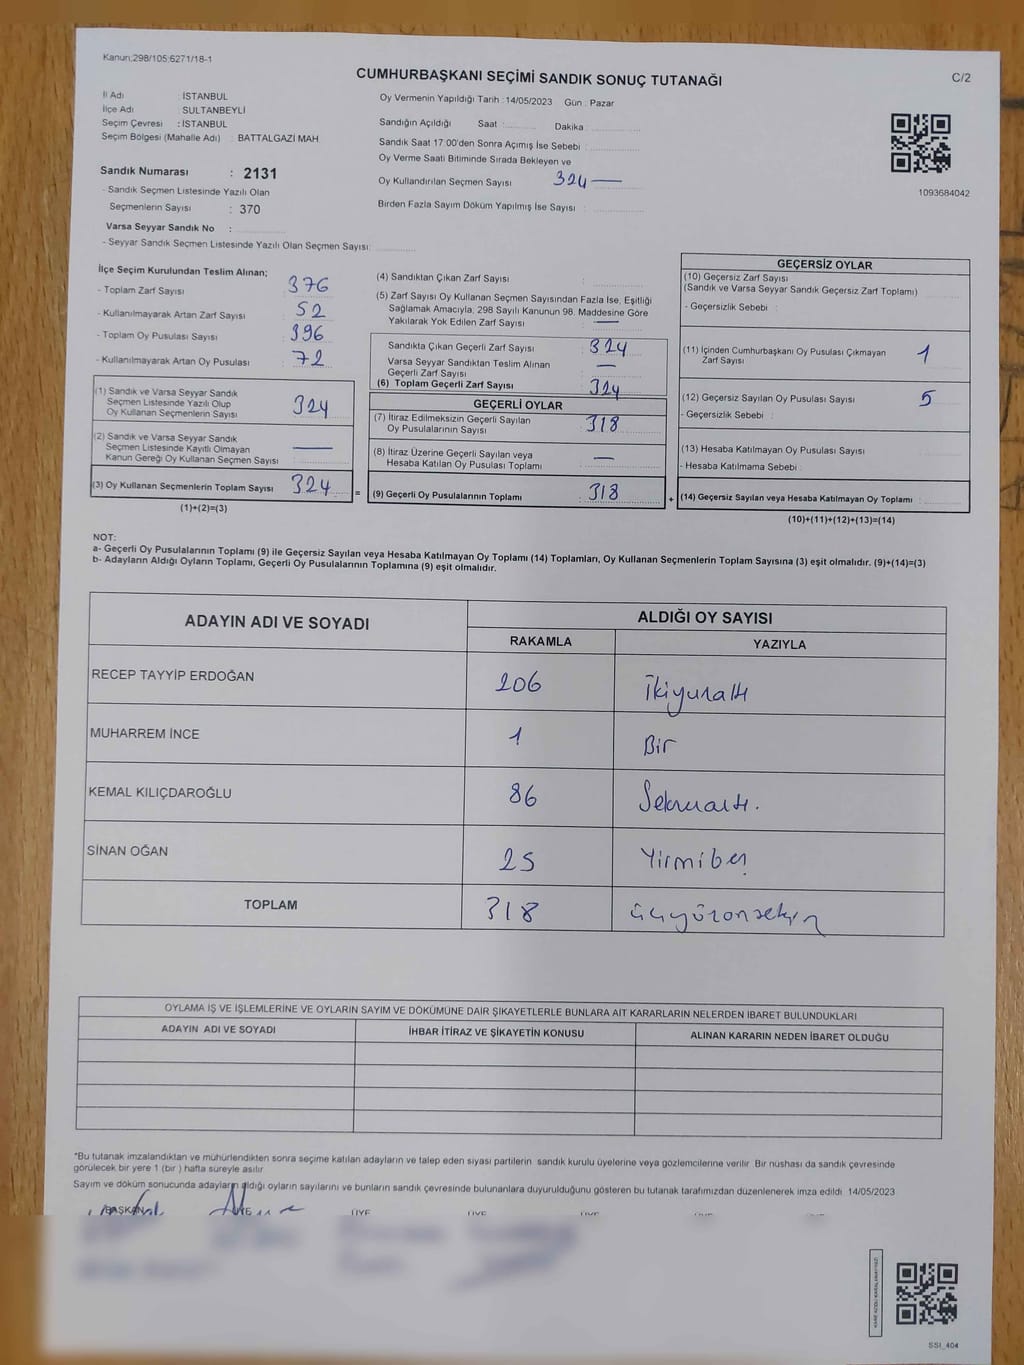 Kanun;298/105;6271/18-1
CUMHURBAŞKANI SEÇİMİ SANDIK SONUÇ TUTANAĞI
C/2
İl Adı : İSTANBUL
İlçe Adı : SULTANBEYLİ
Seçim Çevresi : İSTANBUL
Seçim Bölgesi (Mahalle Adı) : BATTALGAZİ MAH
Sandık Numarası : 2131
- Sandık Seçmen Listesinde Yazılı Olan
Seçmenlerin Sayısı : 370
Varsa Seyyar Sandık No :
- Seyyar Sandık Seçmen Listesinde Yazılı Olan Seçmen Sayısı:
Oy Vermenin Yapıldığı Tarih : 14/05/2023 Gün : Pazar
Sandığın Açıldığı Saat : Dakika :
Sandık Saat 17:00'den Sonra Açımış İse Sebebi :
Oy Verme Saati Bitiminde Sırada Bekleyen ve
Oy Kullandırılan Seçmen Sayısı 324 —
Birden Fazla Sayım Döküm Yapılmış İse Sayısı :
1093684042
İlçe Seçim Kurulundan Teslim Alınan;
- Toplam Zarf Sayısı : 376
- Kullanılmayarak Artan Zarf Sayısı : 52
- Toplam Oy Pusulası Sayısı : 396
- Kullanılmayarak Artan Oy Pusulası : 72
(1) Sandık ve Varsa Seyyar Sandık
Seçmen Listesinde Yazılı Olup
Oy Kullanan Seçmenlerin Sayısı : 324
(2) Sandık ve Varsa Seyyar Sandık
Seçmen Listesinde Kayıtlı Olmayan
Kanun Gereği Oy Kullanan Seçmen Sayısı : —
(3) Oy Kullanan Seçmenlerin Toplam Sayısı : 324
(1)+(2)=(3)
(4) Sandıktan Çıkan Zarf Sayısı :
(5) Zarf Sayısı Oy Kullanan Seçmen Sayısından Fazla İse, Eşitliği
Sağlamak Amacıyla; 298 Sayılı Kanunun 98. Maddesine Göre
Yakılarak Yok Edilen Zarf Sayısı : —
Sandıkta Çıkan Geçerli Zarf Sayısı : 324
Varsa Seyyar Sandıktan Teslim Alınan
Geçerli Zarf Sayısı : —
(6) Toplam Geçerli Zarf Sayısı : 324
GEÇERLİ OYLAR
(7) İtiraz Edilmeksizin Geçerli Sayılan
Oy Pusulalarının Sayısı : 318
(8) İtiraz Üzerine Geçerli Sayılan veya
Hesaba Katılan Oy Pusulası Toplamı : —
= (9) Geçerli Oy Pusulalarının Toplamı : 318 +
GEÇERSİZ OYLAR
(10) Geçersiz Zarf Sayısı
(Sandık ve Varsa Seyyar Sandık Geçersiz Zarf Toplamı)
- Geçersizlik Sebebi :
(11) İçinden Cumhurbaşkanı Oy Pusulası Çıkmayan
Zarf Sayısı 1
(12) Geçersiz Sayılan Oy Pusulası Sayısı : 5
- Geçersizlik Sebebi :
(13) Hesaba Katılmayan Oy Pusulası Sayısı :
- Hesaba Katılmama Sebebi :
(14) Geçersiz Sayılan veya Hesaba Katılmayan Oy Toplamı :
(10)+(11)+(12)+(13)=(14)
NOT:
a- Geçerli Oy Pusulalarının Toplamı (9) ile Geçersiz Sayılan veya Hesaba Katılmayan Oy Toplamı (14) Toplamları, Oy Kullanan Seçmenlerin Toplam Sayısına (3) eşit olmalıdır. (9)+(14)=(3)
b- Adayların Aldığı Oyların Toplamı, Geçerli Oy Pusulalarının Toplamına (9) eşit olmalıdır.
ADAYIN ADI VE SOYADI
ALDIĞI OY SAYISI
RAKAMLA YAZIYLA
RECEP TAYYİP ERDOĞAN 206 İkiyüraltı
MUHARREM İNCE 1 Bir
KEMAL KILIÇDAROĞLU 86 Seksenaltı.
SİNAN OĞAN 25 Yirmibeş
TOPLAM 318 üçyüzonsekiz
OYLAMA İŞ VE İŞLEMLERİNE VE OYLARIN SAYIM VE DÖKÜMÜNE DAİR ŞİKAYETLERLE BUNLARA AİT KARARLARIN NELERDEN İBARET BULUNDUKLARI
ADAYIN ADI VE SOYADI İHBAR İTİRAZ VE ŞİKAYETİN KONUSU ALINAN KARARIN NEDEN İBARET OLDUĞU
*Bu tutanak imzalandıktan ve mühürlendikten sonra seçime katılan adayların ve talep eden siyasi partilerin sandık kurulu üyelerine veya gözlemcilerine verilir. Bir nüshası da sandık çevresinde
görülecek bir yere 1 (bir ) hafta süreyle asılır.
Sayım ve döküm sonucunda adayların aldığı oyların sayılarını ve bunların sandık çevresinde bulunanlara duyurulduğunu gösteren bu tutanak tarafımızdan düzenlenerek imza edildi 14/05/2023
BAŞKAN ÜYE ÜYE ÜYE ÜYE ÜYE ÜYE
SSI_404